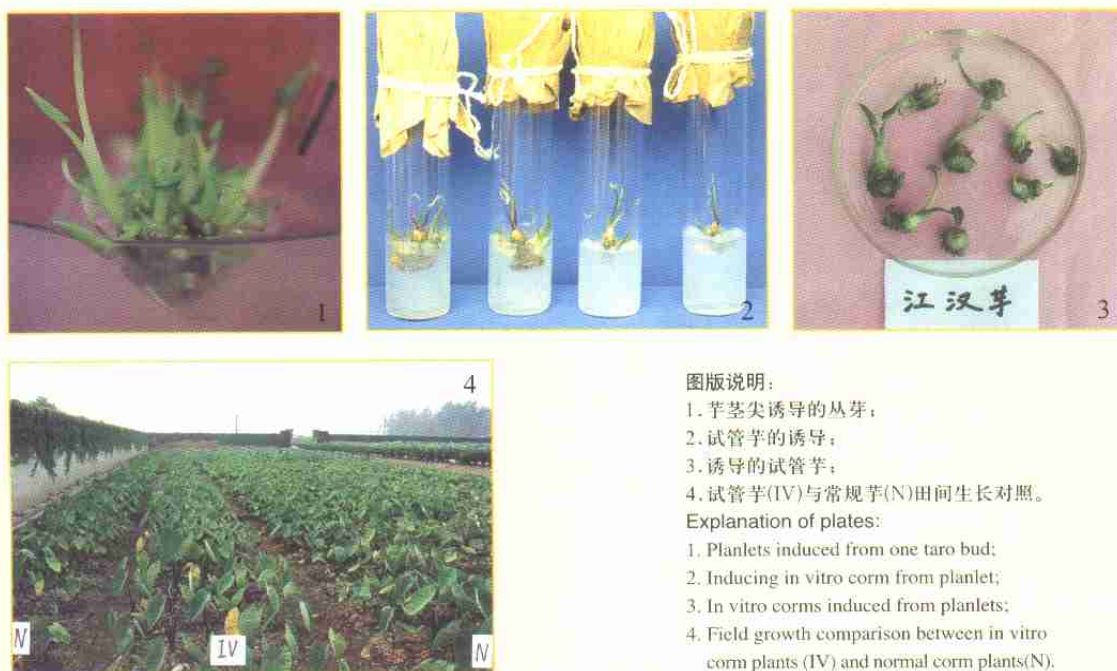 1
2
3
江汉芋
4
N
IV
N
图版说明:
1.芋茎尖诱导的丛芽;
2.试管芋的诱导;
3.诱导的试管芋;
4.试管芋(IV)与常规芋(N)田间生长对照。
Explanation of plates:
1. Planlets induced from one taro bud;
2. Inducing in vitro corm from planlet;
3. In vitro corms induced from planlets;
4. Field growth comparison between in vitro
corm plants (IV) and normal corm plants(N).